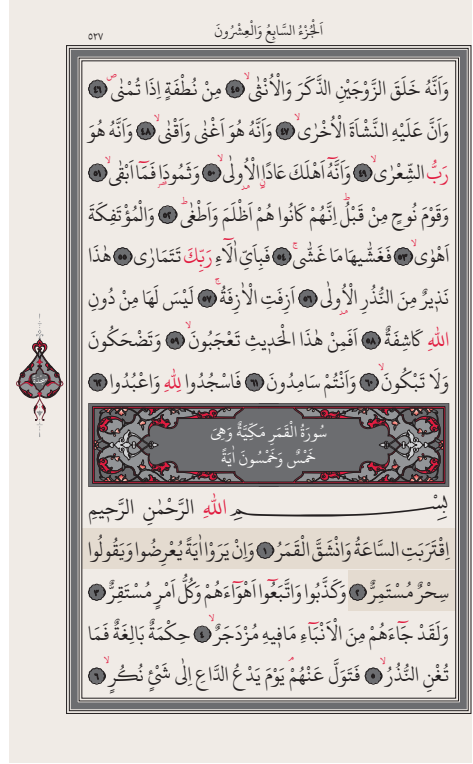 اَلْجُزْءُ السَّابِعُ وَالْعِشْرُونَ
٥٢٧
وَاَنَّهُ خَلَقَ الزَّوْجَيْنِ الذَّكَرَ وَالْاُنْثٰىۙ ٤٥ مِنْ نُطْفَةٍ اِذَا تُمْنٰىۖ ٤٦
وَاَنَّ عَلَيْهِ النَّشْاَةَ الْاُخْرٰىۙ ٤٧ وَاَنَّهُ هُوَ اَغْنٰى وَاَقْنٰىۙ ٤٨ وَاَنَّهُ هُوَ
رَبُّ الشِّعْرٰىۙ ٤٩ وَاَنَّهُٓ اَهْلَكَ عَادًاۨ الْاُو۫لٰىۙ ٥٠ وَثَمُودَا۬ فَمَٓا اَبْقٰىۙ ٥١
وَقَوْمَ نُوحٍ مِنْ قَبْلُۜ اِنَّهُمْ كَانُوا هُمْ اَظْلَمَ وَاَطْغٰىۜ ٥٢ وَالْمُؤْتَفِكَةَ
اَهْوٰىۙ ٥٣ فَغَشّٰيهَا مَا غَشّٰىۚ ٥٤ فَبِاَيِّ اٰلَٓاءِ رَبِّكَ تَتَمَارٰى ٥٥ هٰذَا
نَذ۪يرٌ مِنَ النُّذُرِ الْاُو۫لٰى ٥٦ اَزِفَتِ الْاٰزِفَةُۚ ٥٧ لَيْسَ لَهَا مِنْ دُونِ
اللّٰهِ كَاشِفَةٌۜ ٥٨ اَفَمِنْ هٰذَا الْحَد۪يثِ تَعْجَبُونَۙ ٥٩ وَتَضْحَكُونَ
وَلَا تَبْكُونَۙ ٦٠ وَاَنْتُمْ سَامِدُونَ ٦١ فَاسْجُدُوا لِلّٰهِ وَاعْبُدُوا ٦٢
سُورَةُ الْقَمَرِ مَكِّيَّةٌ وَهِيَ
خَمْسٌ وَخَمْسُونَ اٰيَةً
بِسْمِ اللّٰهِ الرَّحْمٰنِ الرَّح۪يمِ
اِقْتَرَبَتِ السَّاعَةُ وَانْشَقَّ الْقَمَرُ ١ وَاِنْ يَرَوْا اٰيَةً يُعْرِضُوا وَيَقُولُوا
سِحْرٌ مُسْتَمِرٌّ ٢ وَكَذَّبُوا وَاتَّبَعُٓوا اَهْوَٓاءَهُمْ وَكُلُّ اَمْرٍ مُسْتَقِرٌّ ٣
وَلَقَدْ جَٓاءَهُمْ مِنَ الْاَنْبَٓاءِ مَا ف۪يهِ مُزْدَجَرٌۙ ٤ حِكْمَةٌ بَالِغَةٌ فَمَا
تُغْنِ النُّذُرُۙ ٥ فَتَوَلَّ عَنْهُمْۢ يَوْمَ يَدْعُ الدَّاعِ اِلٰى شَيْءٍ نُكُرٍۙ ٦